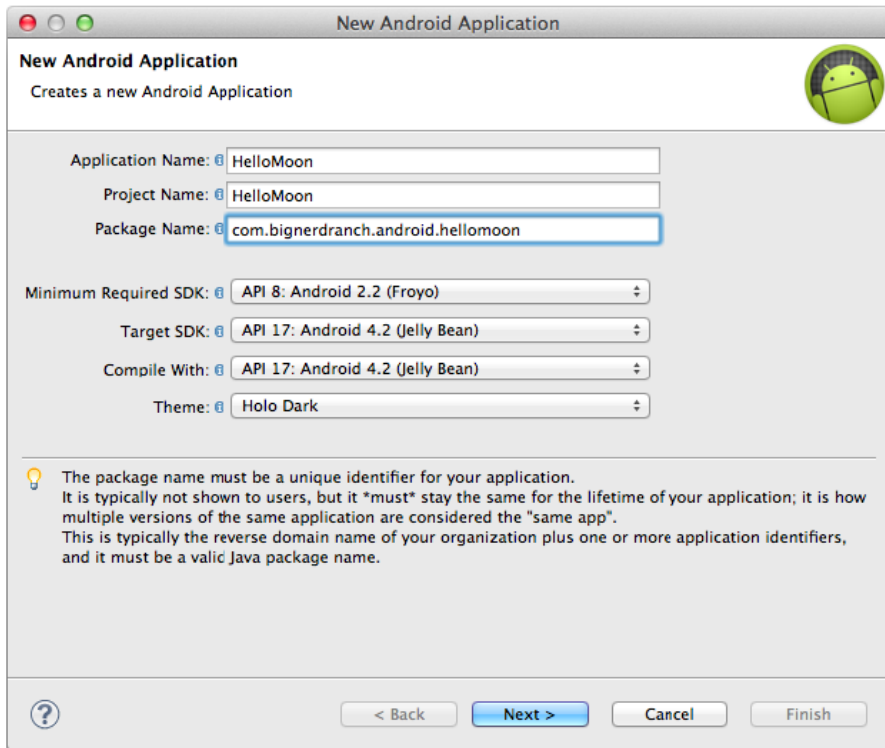 New Android Application
New Android Application
Creates a new Android Application
Application Name: HelloMoon
Project Name: HelloMoon
Package Name: com.bignerdranch.android.hellomoon
Minimum Required SDK: API 8: Android 2.2 (Froyo)
Target SDK: API 17: Android 4.2 (Jelly Bean)
Compile With: API 17: Android 4.2 (Jelly Bean)
Theme: Holo Dark
The package name must be a unique identifier for your application.
It is typically not shown to users, but it *must* stay the same for the lifetime of your application; it is how
multiple versions of the same application are considered the "same app".
This is typically the reverse domain name of your organization plus one or more application identifiers,
and it must be a valid Java package name.
? < Back Next > Cancel Finish